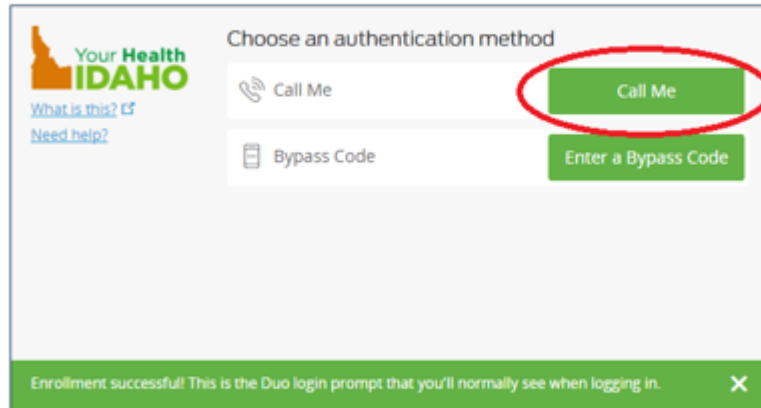 Your Health
IDAHO
What is this?
Need help?
Choose an authentication method
Call Me
Call Me
Bypass Code
Enter a Bypass Code
Enrollment successful! This is the Duo login prompt that you'll normally see when logging in.